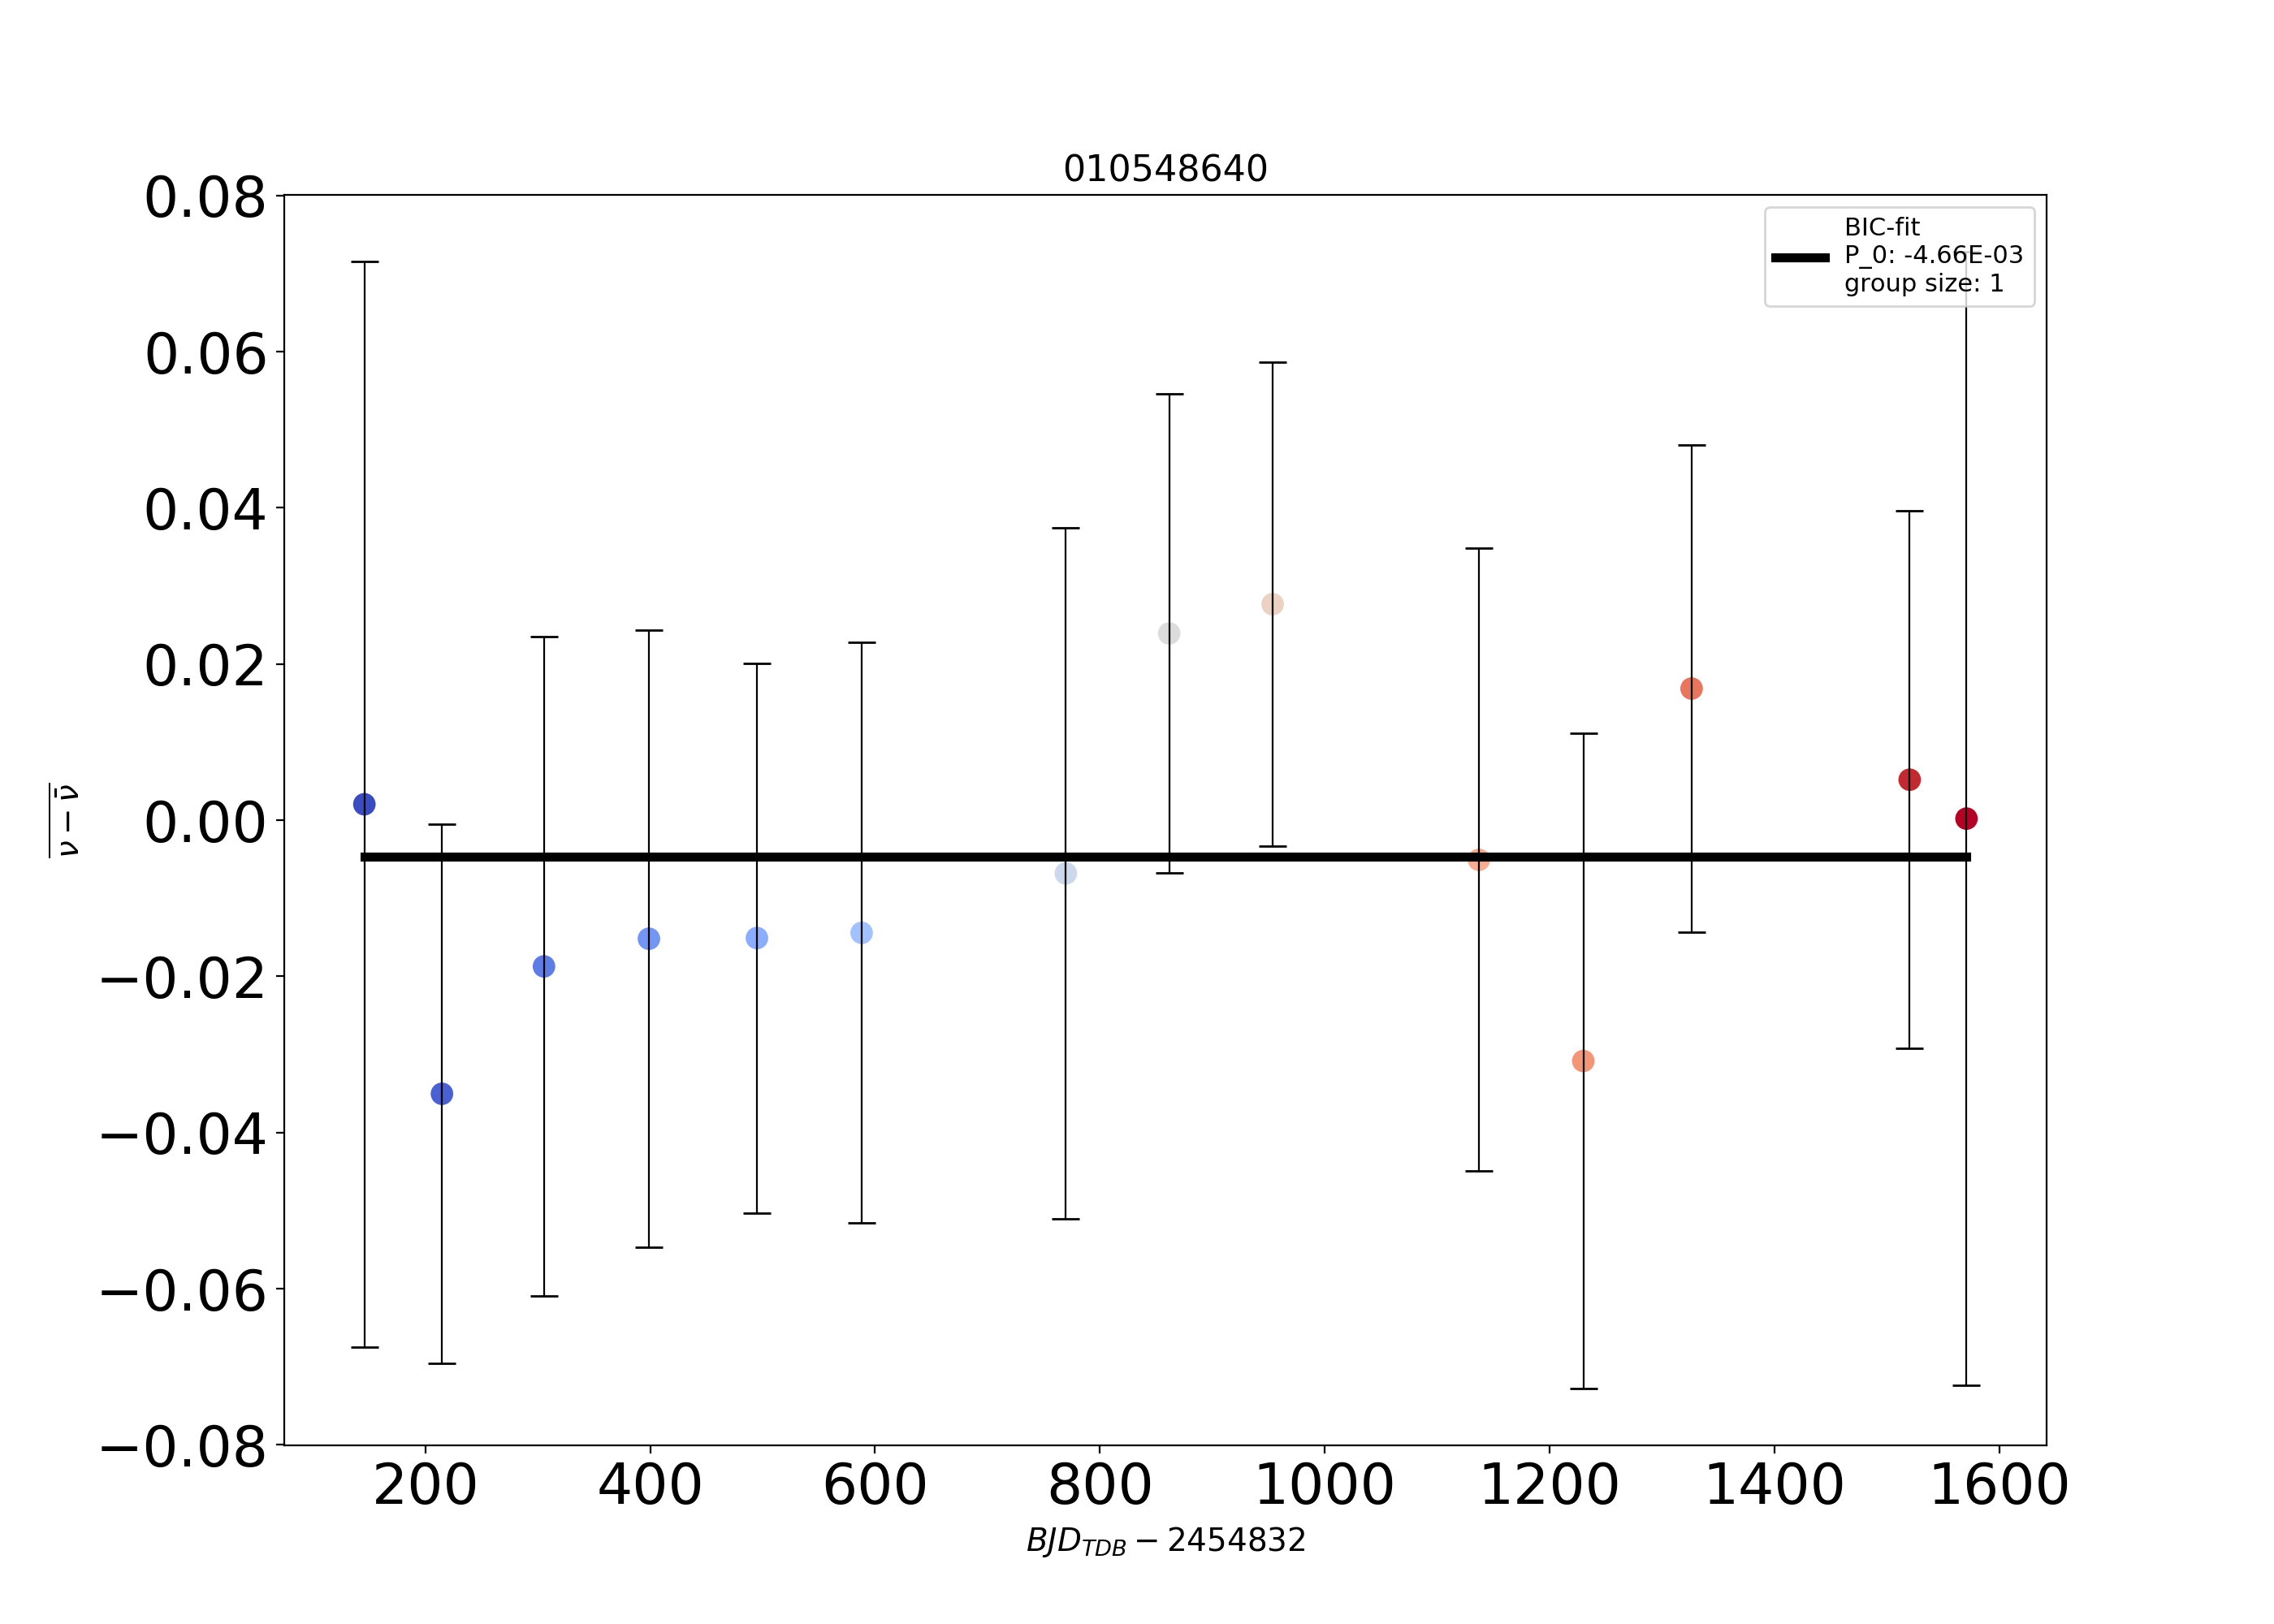 010548640
BIC-fit
P_0: -4.66E-03
group size: 1
0.08
0.06
0.04
0.02
0.00
−0.02
−0.04
−0.06
−0.08
ν − ν̄
200 400 600 800 1000 1200 1400 1600
BJD_TDB − 2454832